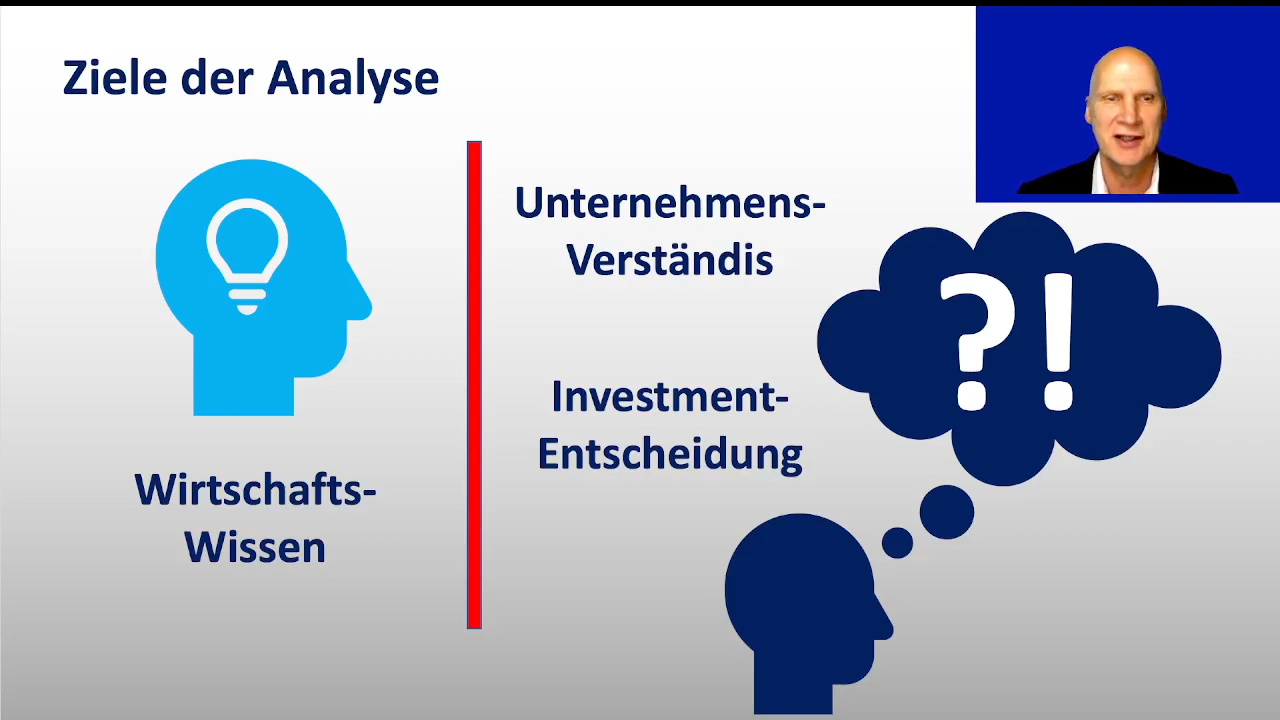 Ziele der Analyse
Wirtschafts-
Wissen
Unternehmens-
Verständis
Investment-
Entscheidung
?!